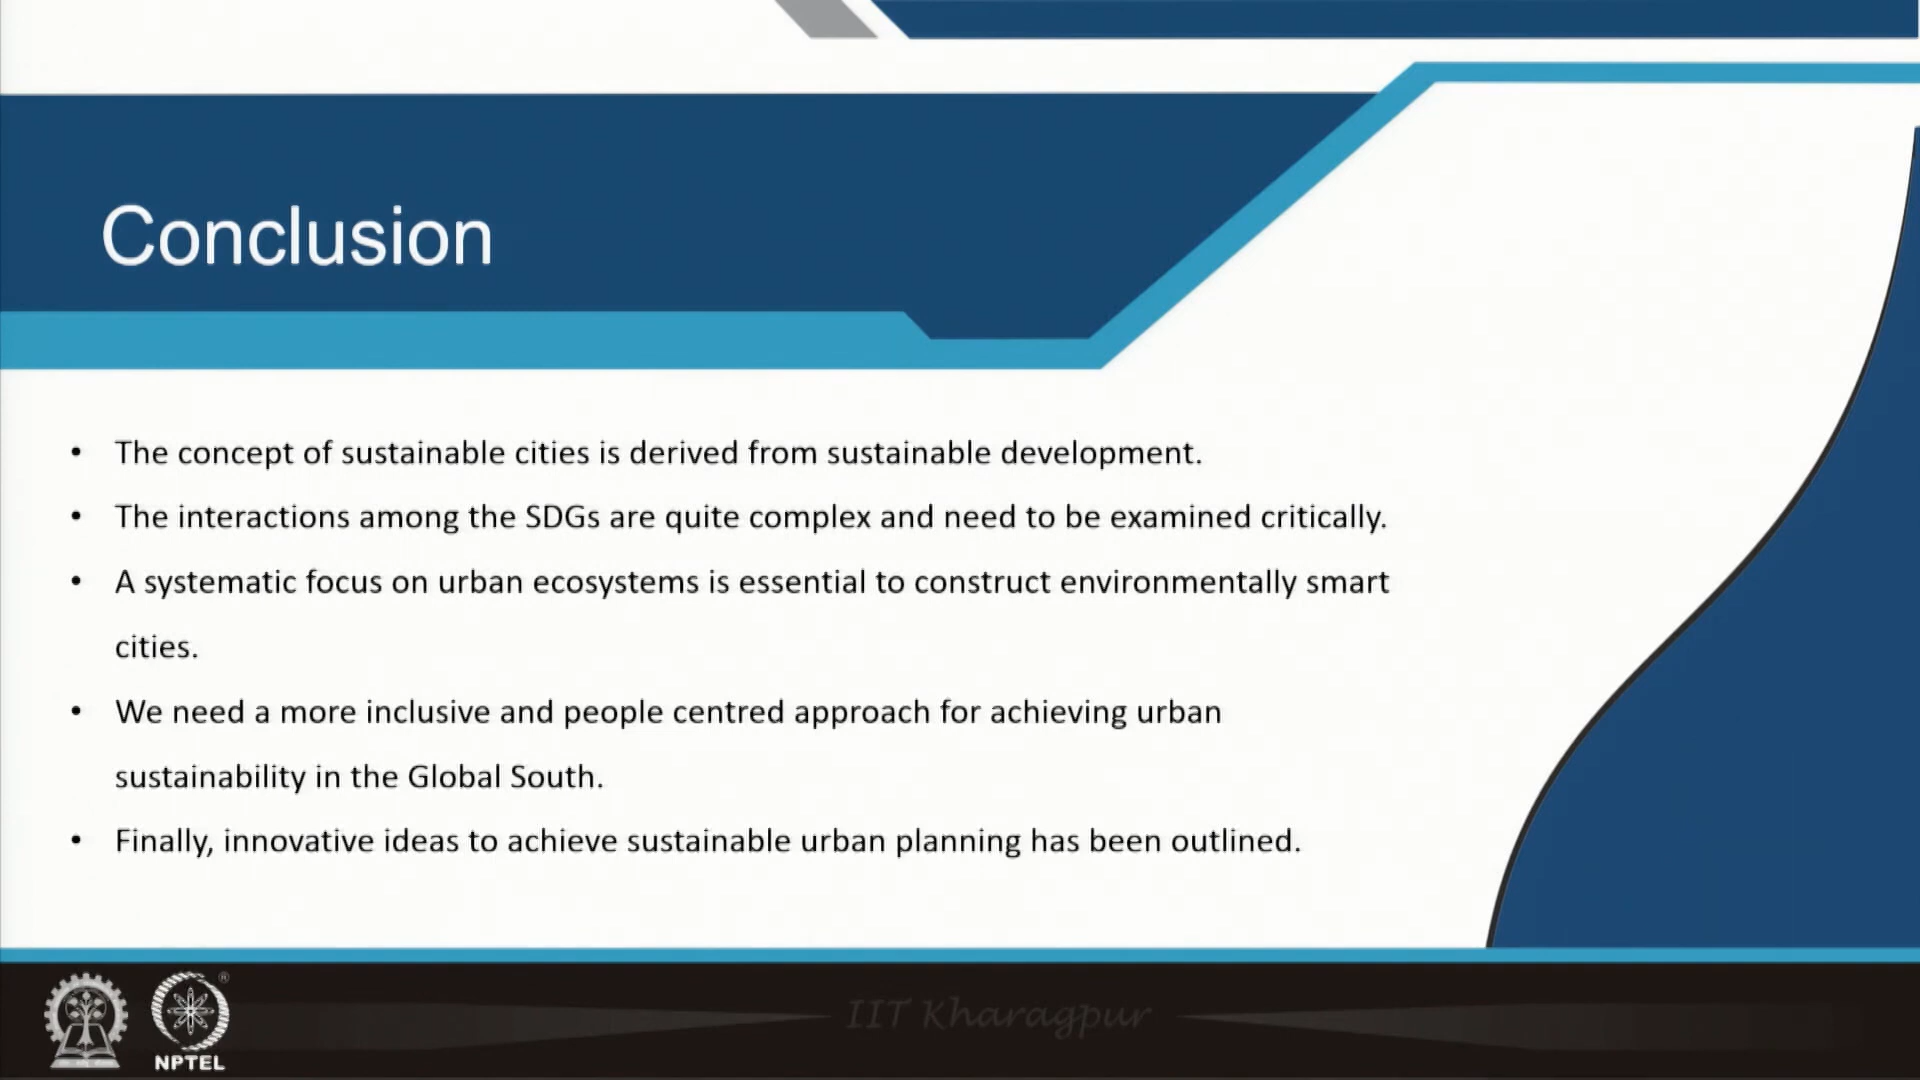 Conclusion
• The concept of sustainable cities is derived from sustainable development.
• The interactions among the SDGs are quite complex and need to be examined critically.
• A systematic focus on urban ecosystems is essential to construct environmentally smart
cities.
• We need a more inclusive and people centred approach for achieving urban
sustainability in the Global South.
• Finally, innovative ideas to achieve sustainable urban planning has been outlined.
IIT Kharagpur
®
NPTEL